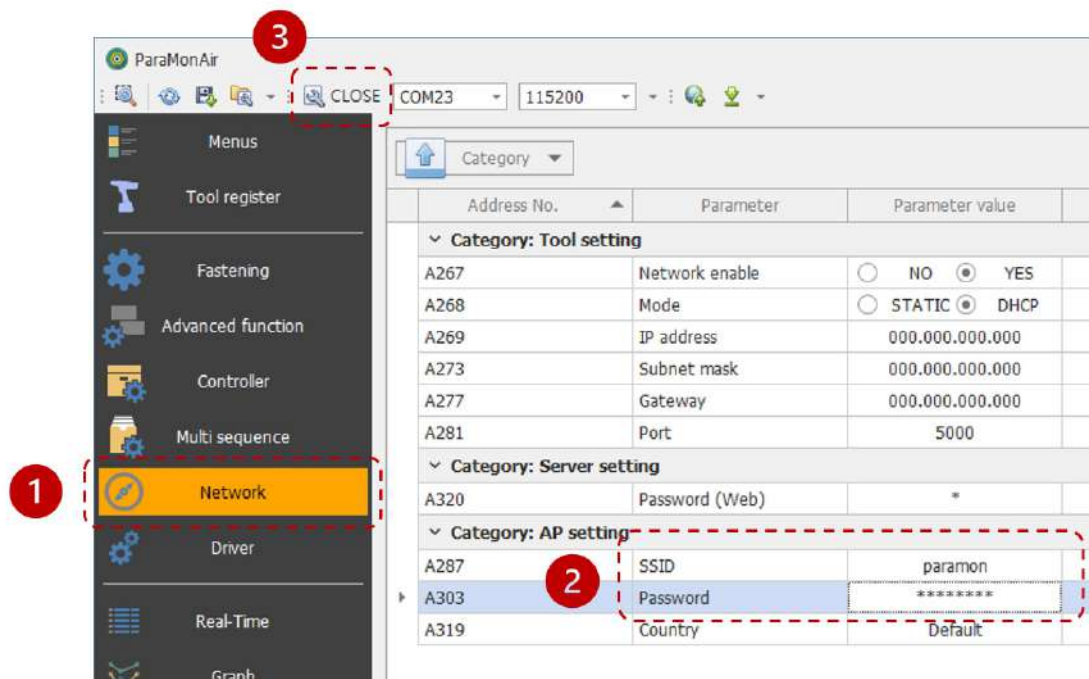 3
ParaMonAir
CLOSE COM23 115200
Menus
Tool register
Fastening
Advanced function
Controller
Multi sequence
1
Network
Driver
Real-Time
Graph
Category
Address No. Parameter Parameter value
Category: Tool setting
A267 Network enable NO YES
A268 Mode STATIC DHCP
A269 IP address 000.000.000.000
A273 Subnet mask 000.000.000.000
A277 Gateway 000.000.000.000
A281 Port 5000
Category: Server setting
A320 Password (Web) *
Category: AP setting
2
A287 SSID paramon
A303 Password ********
A319 Country Default